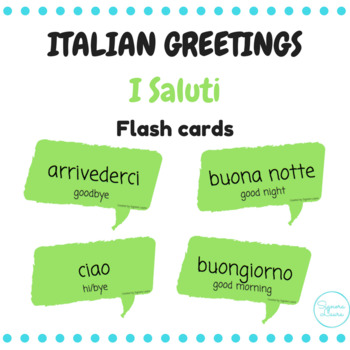 ITALIAN GREETINGS
I Saluti
Flash cards
arrivederci
goodbye
buona notte
good night
ciao
hi/bye
buongiorno
good morning